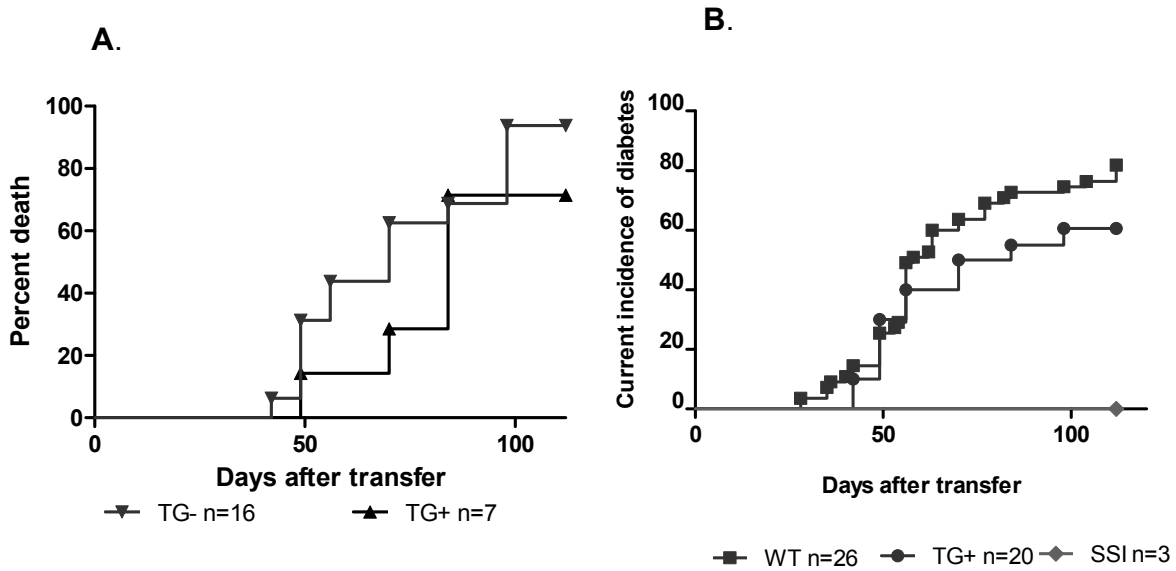 A.
Percent death
100
80
60
40
20
0
0 50 100
Days after transfer
TG- n=16 TG+ n=7
B.
Current incidence of diabetes
100
80
60
40
20
0
0 50 100
Days after transfer
WT n=26 TG+ n=20 SSI n=3